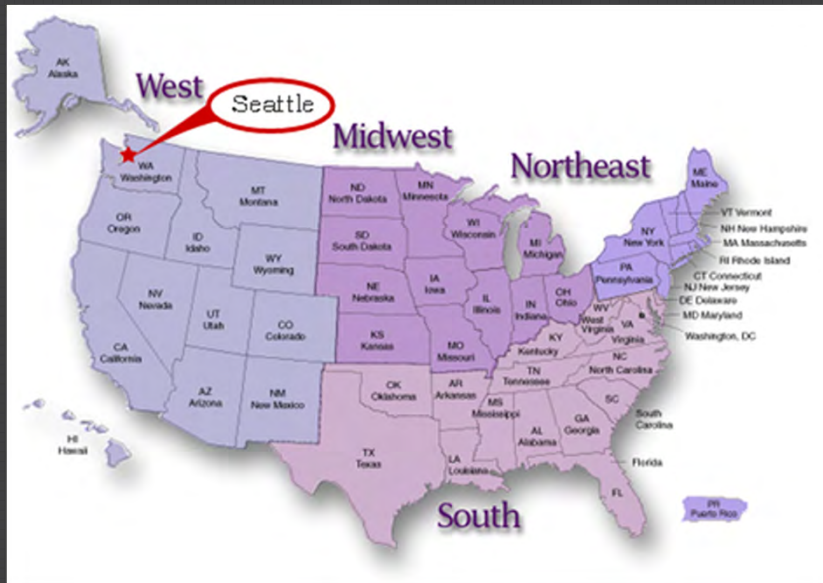 AK
Alaska
West
Seattle
Midwest
Northeast
WA
Washington
OR
Oregon
ID
Idaho
MT
Montana
WY
Wyoming
NV
Nevada
UT
Utah
CO
Colorado
CA
California
AZ
Arizona
NM
New Mexico
HI
Hawaii
ND
North Dakota
SD
South Dakota
NE
Nebraska
KS
Kansas
MN
Minnesota
IA
Iowa
MO
Missouri
WI
Wisconsin
IL
Illinois
MI
Michigan
IN
Indiana
OH
Ohio
ME
Maine
VT Vermont
NH New Hampshire
MA Massachusetts
RI Rhode Island
CT Connecticut
NJ New Jersey
DE Delaware
MD Maryland
Washington, DC
NY
New York
PA
Pennsylvania
WV
West
Virginia
VA
Virginia
KY
Kentucky
NC
North Carolina
TN
Tennessee
SC
South
Carolina
OK
Oklahoma
AR
Arkansas
MS
Mississippi
AL
Alabama
GA
Georgia
TX
Texas
LA
Louisiana
Florida
FL
South
PR
Puerto Rico